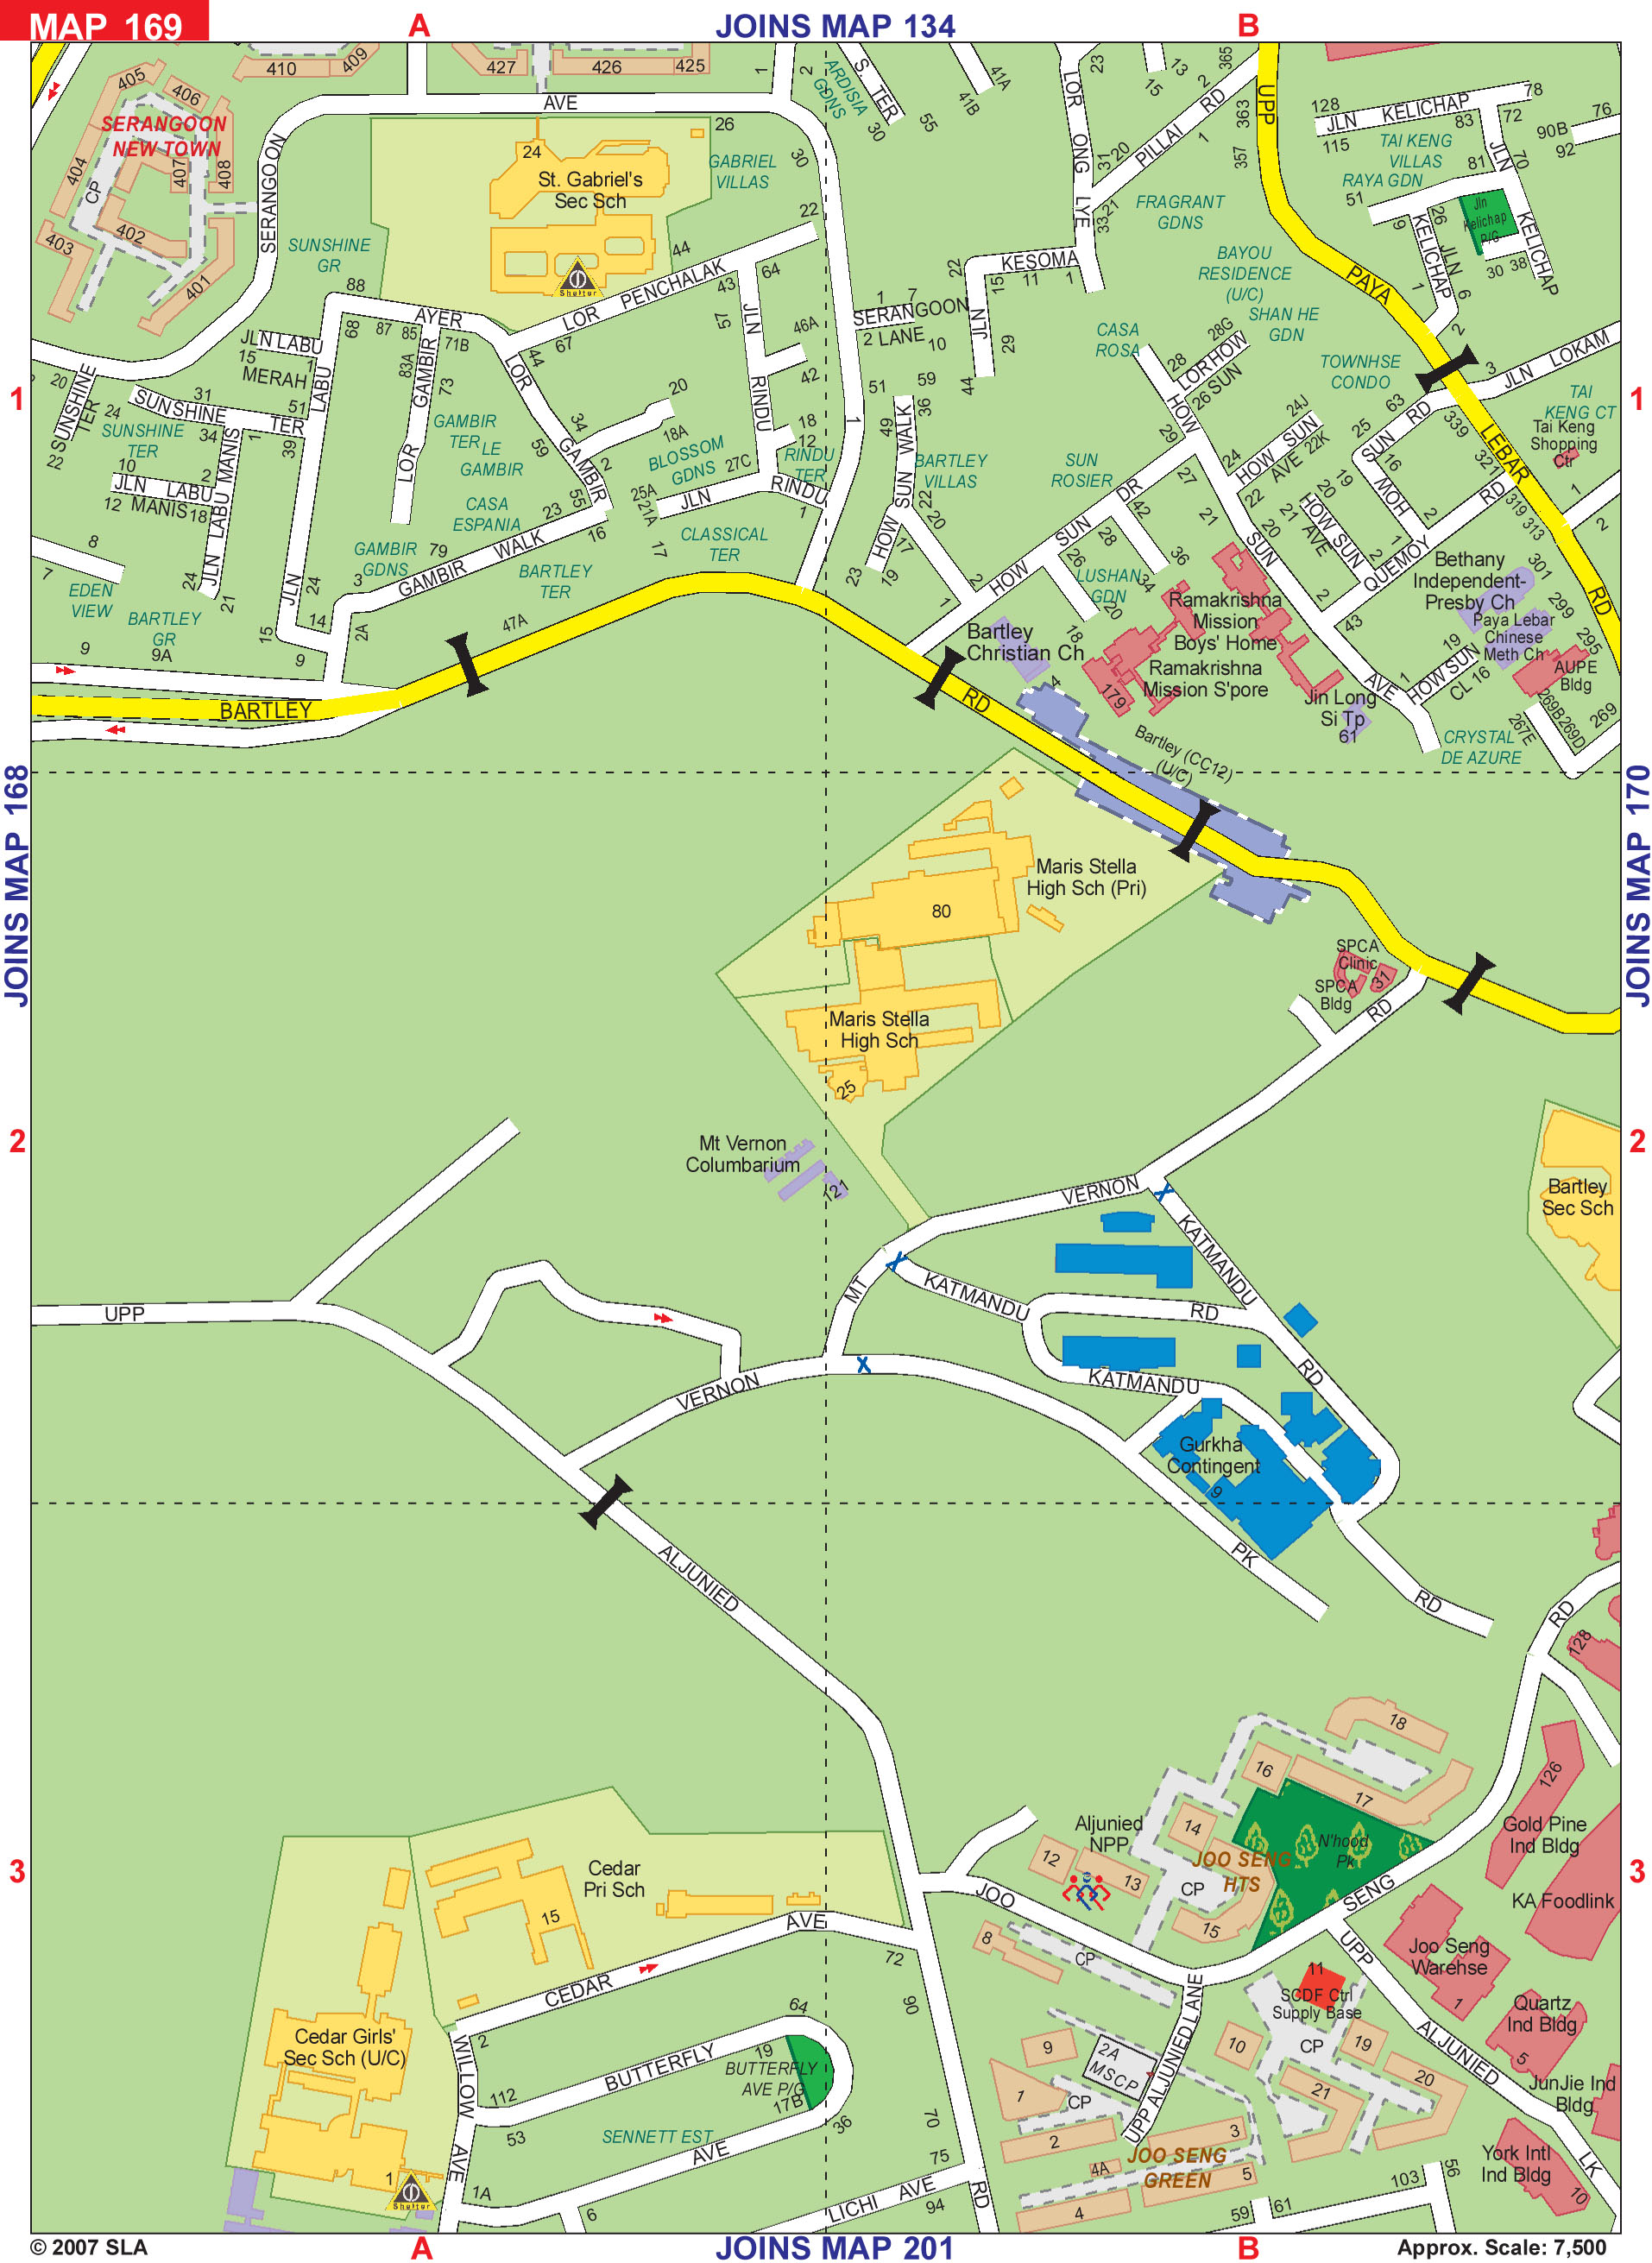 MAP 169
A
JOINS MAP 134
B
405
406
410
409
427
426
425
SERANGOON
NEW TOWN
404
CP
407
408
402
403
401
AVE
SERANGOON
24
St. Gabriel's
Sec Sch
Shelter
26
1
2
ARDISIA
GDNS
S. TER
30
55
41B
41A
GABRIEL
VILLAS
30
22
LOR
ONG
LYE
23
15
13
2
365
363
357
1
PILLAI RD
31
20
33
21
UPP
PAYA
LEBAR
RD
128
JLN KELICHAP
78
115
83
72
76
90B
92
TAI KENG
VILLAS
81
JLN
70
RAYA GDN
51
26
9
KELICHAP
JLN
6
1
2
Jln
Kelichap
P/G
30
38
KELICHAP
FRAGRANT
GDNS
BAYOU
RESIDENCE
(U/C)
SHAN HE
GDN
SUNSHINE
GR
88
87
85
83A
71B
73
68
AYER
GAMBIR
LOR
LOR PENCHALAK
44
43
64
67
57
46A
42
JLN
RINDU
SERANGOON
1
7
2
LANE
10
22
KESOMA
15
11
1
JLN
29
44
CASA
ROSA
28G
28
LORHOW
26
SUN
HOW
29
TOWNHSE
CONDO
3
JLN LOKAM
TAI
KENG CT
Tai Keng
Shopping
Ctr
JLN LABU
15
MERAH
1
LABU
JLN
20
SUNSHINE
TER
22
31
SUNSHINE
51
TER
24
34
39
1
SUNSHINE
TER
10
2
JLN LABU
12
MANIS
18
JLN LABU MANIS
24
21
8
7
EDEN
VIEW
BARTLEY
GR
9
9A
14
15
9
2A
3
79
GAMBIR
TER
LE
GAMBIR
CASA
ESPANIA
GAMBIR
GDNS
LOR
GAMBIR
44
34
59
2
55
23
16
GAMBIR
WALK
20
18A
BLOSSOM
GDNS
27C
25A
21A
17
JLN
RINDU
18
12
RINDU
TER
1
CLASSICAL
TER
BARTLEY
TER
47A
1
51
59
36
49
HOW SUN WALK
22
20
17
19
23
BARTLEY
VILLAS
2
1
HOW
SUN
DR
SUN
ROSIER
42
28
36
26
34
20
18
LUSHAN
GDN
27
21
24
HOW SUN
24J
22K
AVE
22
20
SUN
2
43
63
25
19
16
SUN RD
MOH
HOW SUN
AVE
QUEMOY RD
339
321
319
313
301
299
295
Bethany
Independent-
Presby Ch
Paya Lebar
Chinese
Meth Ch
AUPE
Bldg
HOW SUN
CL 16
19
1
AVE
269B
269D
267E
269
CRYSTAL
DE AZURE
Ramakrishna
Mission
Boys' Home
Ramakrishna
Mission S'pore
179
Jin Long
Si Tp
61
Bartley
Christian Ch
4
BARTLEY
RD
Bartley (CC12)
(U/C)
JOINS MAP 168
JOINS MAP 170
1
1
Maris Stella
High Sch (Pri)
80
Maris Stella
High Sch
25
SPCA
Clinic
SPCA
Bldg
31
RD
2
2
Mt Vernon
Columbarium
121
Bartley
Sec Sch
VERNON
MT
KATMANDU
KATMANDU
RD
UPP
VERNON
KATMANDU
RD
Gurkha
Contingent
9
PK
RD
ALJUNIED
RD
128
18
16
17
126
14
Aljunied
NPP
12
13
JOO SENG
HTS
N'hood
Pk
CP
15
Gold Pine
Ind Bldg
KA Foodlink
3
3
Cedar
Pri Sch
15
AVE
72
CEDAR
90
JOO
SENG
8
CP
UPP
11
SCDF Ctrl
Supply Base
Joo Seng
Warehse
1
Quartz
Ind Bldg
5
Cedar Girls'
Sec Sch (U/C)
1
Shelter
WILLOW
AVE
2
64
BUTTERFLY
19
BUTTERFLY
AVE P/G
17B
112
53
36
SENNETT EST
AVE
1A
6
70
75
LICHI AVE
94
RD
9
2A
MSCP
1
CP
UPP ALJUNIED LANE
2
3
4A
5
4
JOO SENG
GREEN
10
CP
19
20
21
ALJUNIED
LK
JunJie Ind
Bldg
York Intl
Ind Bldg
10
103
56
59
61
© 2007 SLA
A
JOINS MAP 201
B
Approx. Scale: 7,500